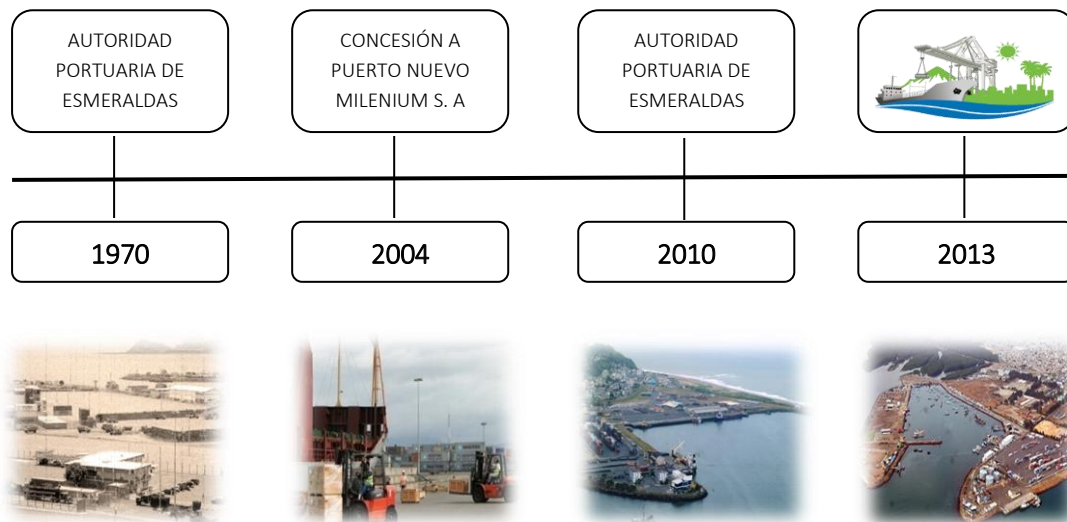 AUTORIDAD
PORTUARIA DE
ESMERALDAS
CONCESIÓN A
PUERTO NUEVO
MILENIUM S. A
AUTORIDAD
PORTUARIA DE
ESMERALDAS
1970
2004
2010
2013